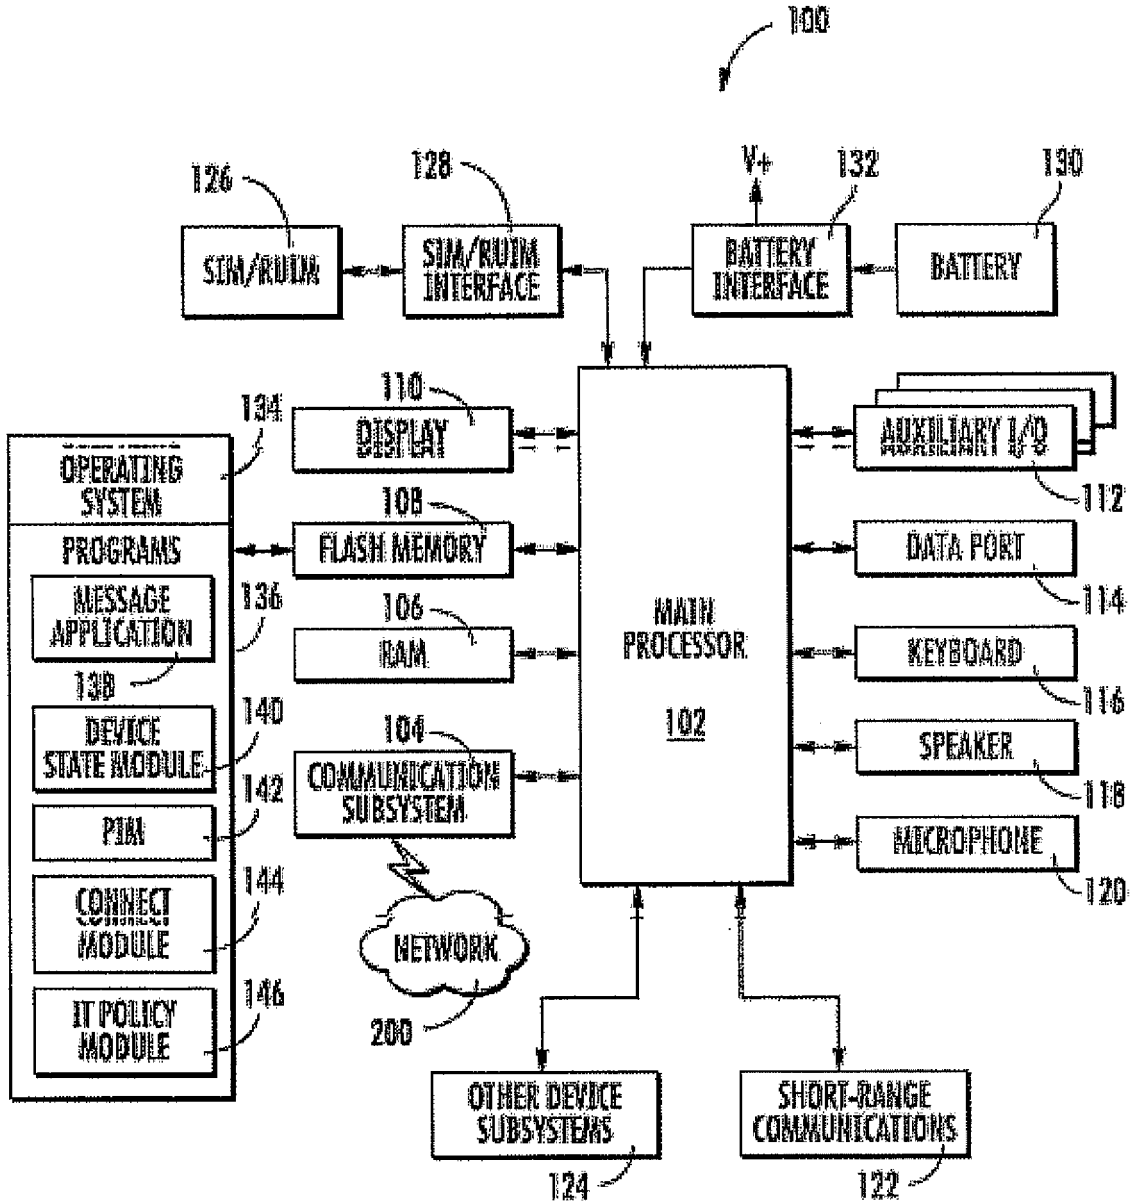 100
V+
126
128
132
130
SIM/RUIM
SIM/RUIM
INTERFACE
BATTERY
INTERFACE
BATTERY
134
110
OPERATING
SYSTEM
DISPLAY
AUXILIARY I/O
112
PROGRAMS
108
FLASH MEMORY
DATA PORT
114
MESSAGE
APPLICATION
138
136
106
RAM
MAIN
PROCESSOR
102
KEYBOARD
116
DEVICE
STATE MODULE
140
104
COMMUNICATION
SUBSYSTEM
SPEAKER
118
PIM
142
MICROPHONE
120
CONNECT
MODULE
144
NETWORK
200
IT POLICY
MODULE
146
OTHER DEVICE
SUBSYSTEMS
124
SHORT-RANGE
COMMUNICATIONS
122